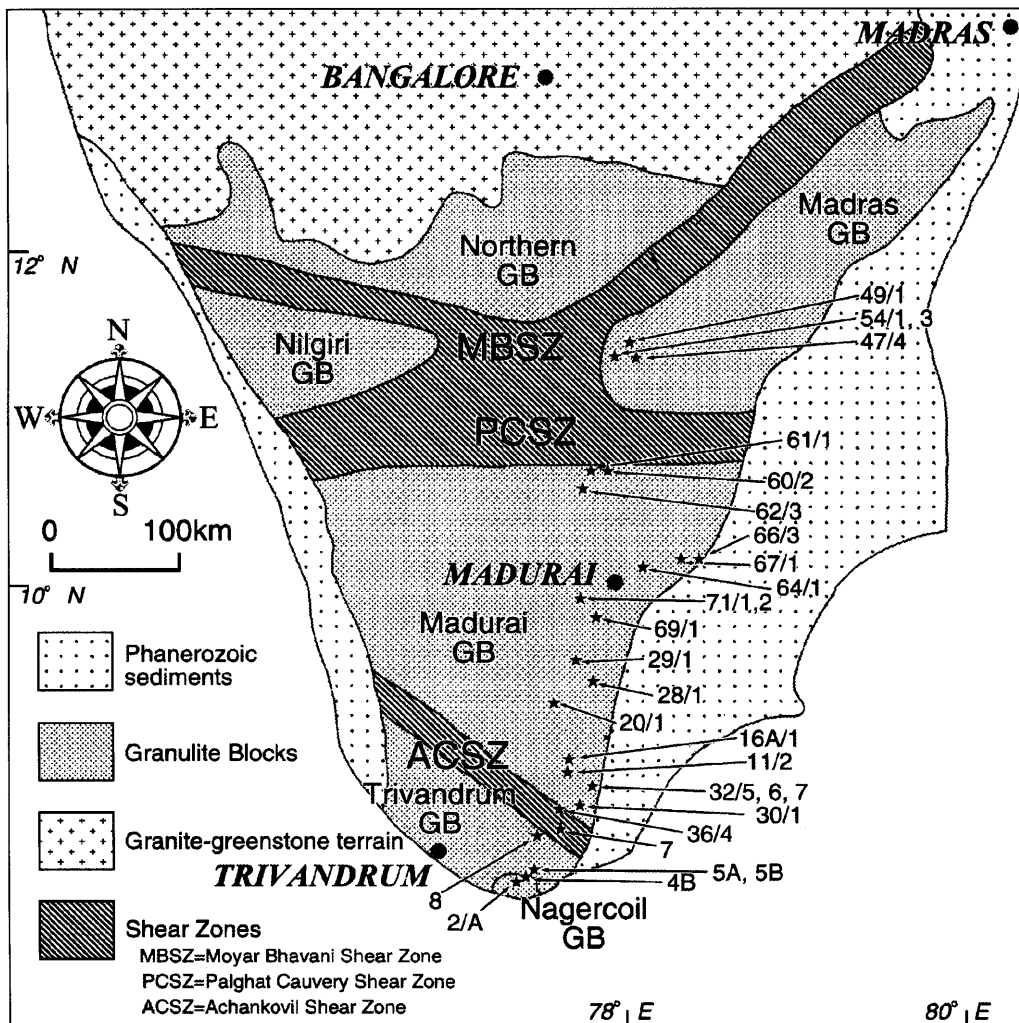 MADRAS
BANGALORE
Madras
GB
Northern
GB
12° N
49/1
54/1, 3
47/4
Nilgiri
GB
MBSZ
N
W
E
S
PCSZ
61/1
60/2
62/3
0 100km
66/3
67/1
64/1
MADURAI
10° N
71/1,2
69/1
Madurai
GB
29/1
28/1
20/1
16A/1
11/2
32/5, 6, 7
30/1
36/4
7
ACSZ
Trivandrum
GB
TRIVANDRUM
8
2/A
5A, 5B
4B
Nagercoil
GB
Phanerozoic
sediments
Granulite Blocks
Granite-greenstone terrain
Shear Zones
MBSZ=Moyar Bhavani Shear Zone
PCSZ=Palghat Cauvery Shear Zone
ACSZ=Achankovil Shear Zone
78° E
80° E